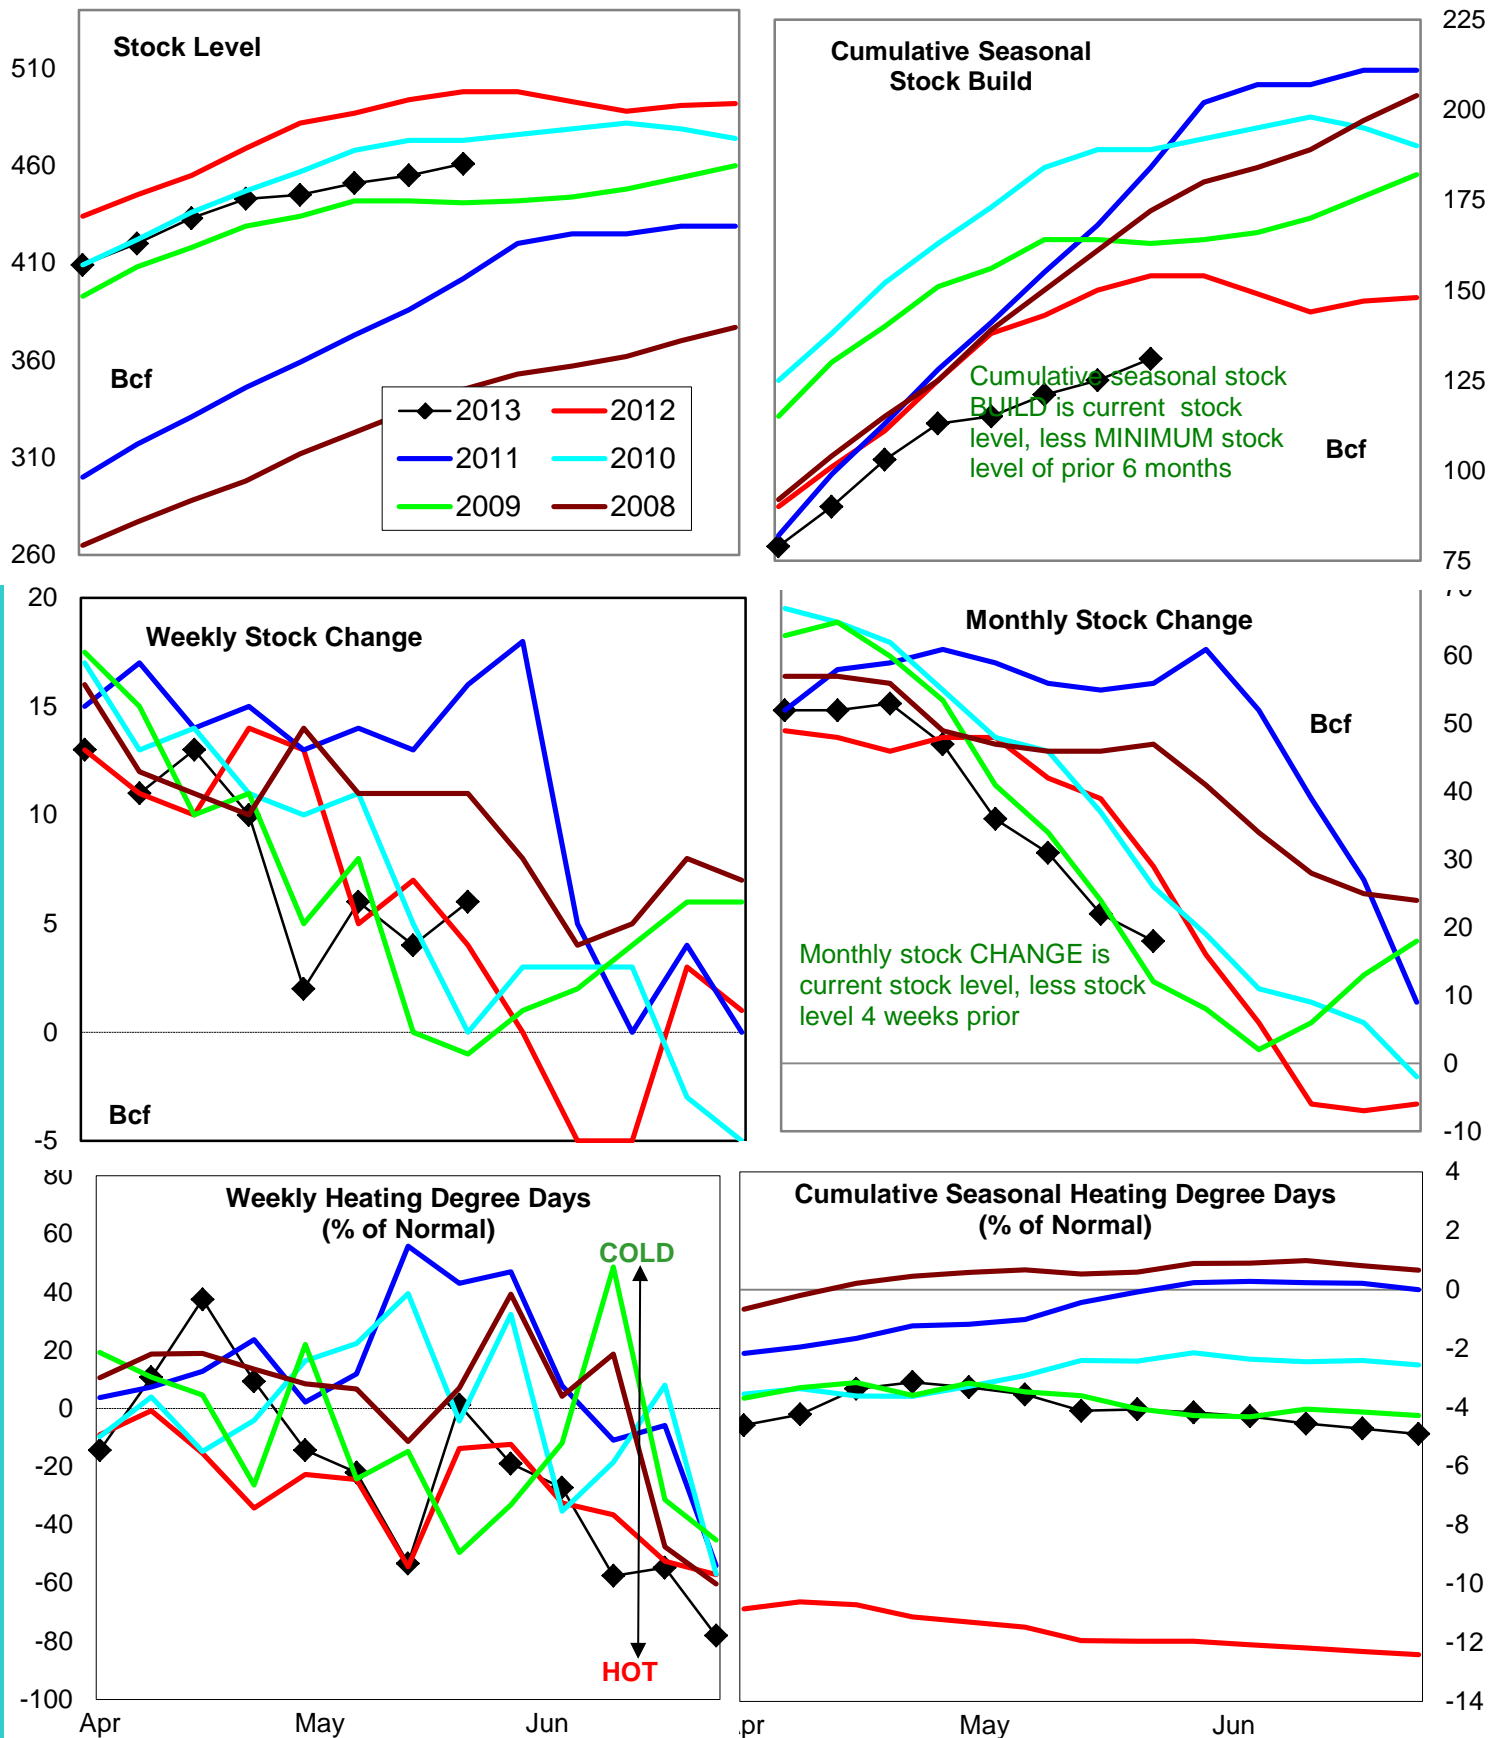 Stock Level
510
460
410
360
310
260
Bcf
2013
2012
2011
2010
2009
2008
Cumulative Seasonal
Stock Build
225
200
175
150
125
100
75
Cumulative seasonal stock
BUILD is current stock
level, less MINIMUM stock
level of prior 6 months
Bcf
Weekly Stock Change
20
15
10
5
0
-5
Bcf
Monthly Stock Change
70
60
50
40
30
20
10
0
-10
Bcf
Monthly stock CHANGE is
current stock level, less stock
level 4 weeks prior
Weekly Heating Degree Days
(% of Normal)
80
60
40
20
0
-20
-40
-60
-80
-100
COLD
HOT
Apr
May
Jun
Cumulative Seasonal Heating Degree Days
(% of Normal)
4
2
0
-2
-4
-6
-8
-10
-12
-14
pr
May
Jun